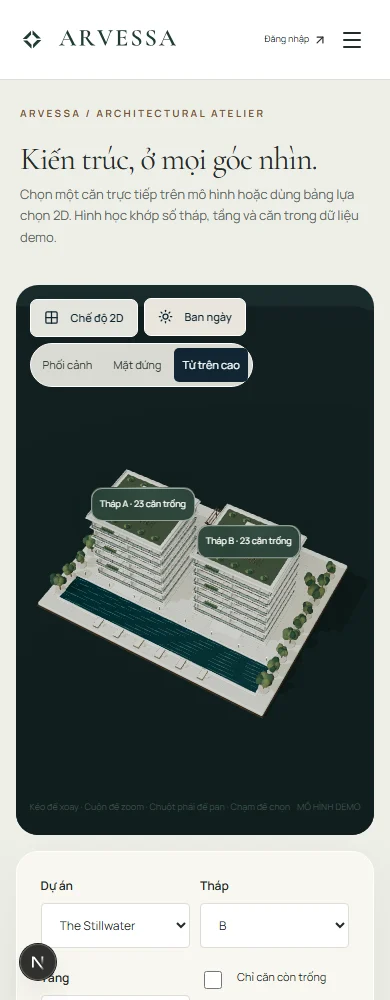 ARVESSA
Đăng nhập
ARVESSA / ARCHITECTURAL ATELIER
Kiến trúc, ở mọi góc nhìn.
Chọn một căn trực tiếp trên mô hình hoặc dùng bảng lựa
chọn 2D. Hình học khớp số tháp, tầng và căn trong dữ liệu
demo.
Chế độ 2D
Ban ngày
Phối cảnh
Mặt đứng
Từ trên cao
Tháp A · 23 căn trống
Tháp B · 23 căn trống
Kéo để xoay · Cuộn để zoom · Chuột phải để pan · Chạm để chọn
MÔ HÌNH DEMO
Dự án
Tháp
The Stillwater
B
N
Chỉ căn còn trống